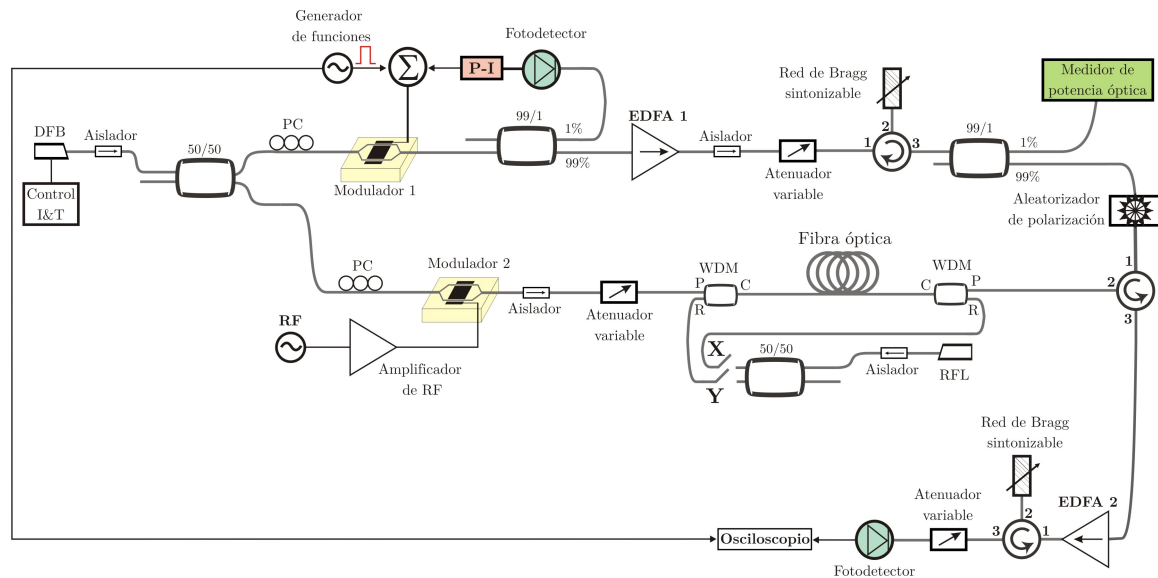 Generador
de funciones
Σ
P-I
Fotodetector
Red de Bragg
sintonizable
Medidor de
potencia óptica
DFB
Aislador
50/50
PC
Modulador 1
99/1
1%
99%
EDFA 1
Aislador
Atenuador
variable
1
2
3
99/1
1%
99%
Control
I&T
Aleatorizador
de polarización
PC
Modulador 2
Aislador
Atenuador
variable
WDM
P
C
R
Fibra óptica
WDM
C
P
R
1
2
3
RF
Amplificador
de RF
X
Y
50/50
Aislador
RFL
Red de Bragg
sintonizable
Osciloscopio
Fotodetector
Atenuador
variable
3
2
1
EDFA 2